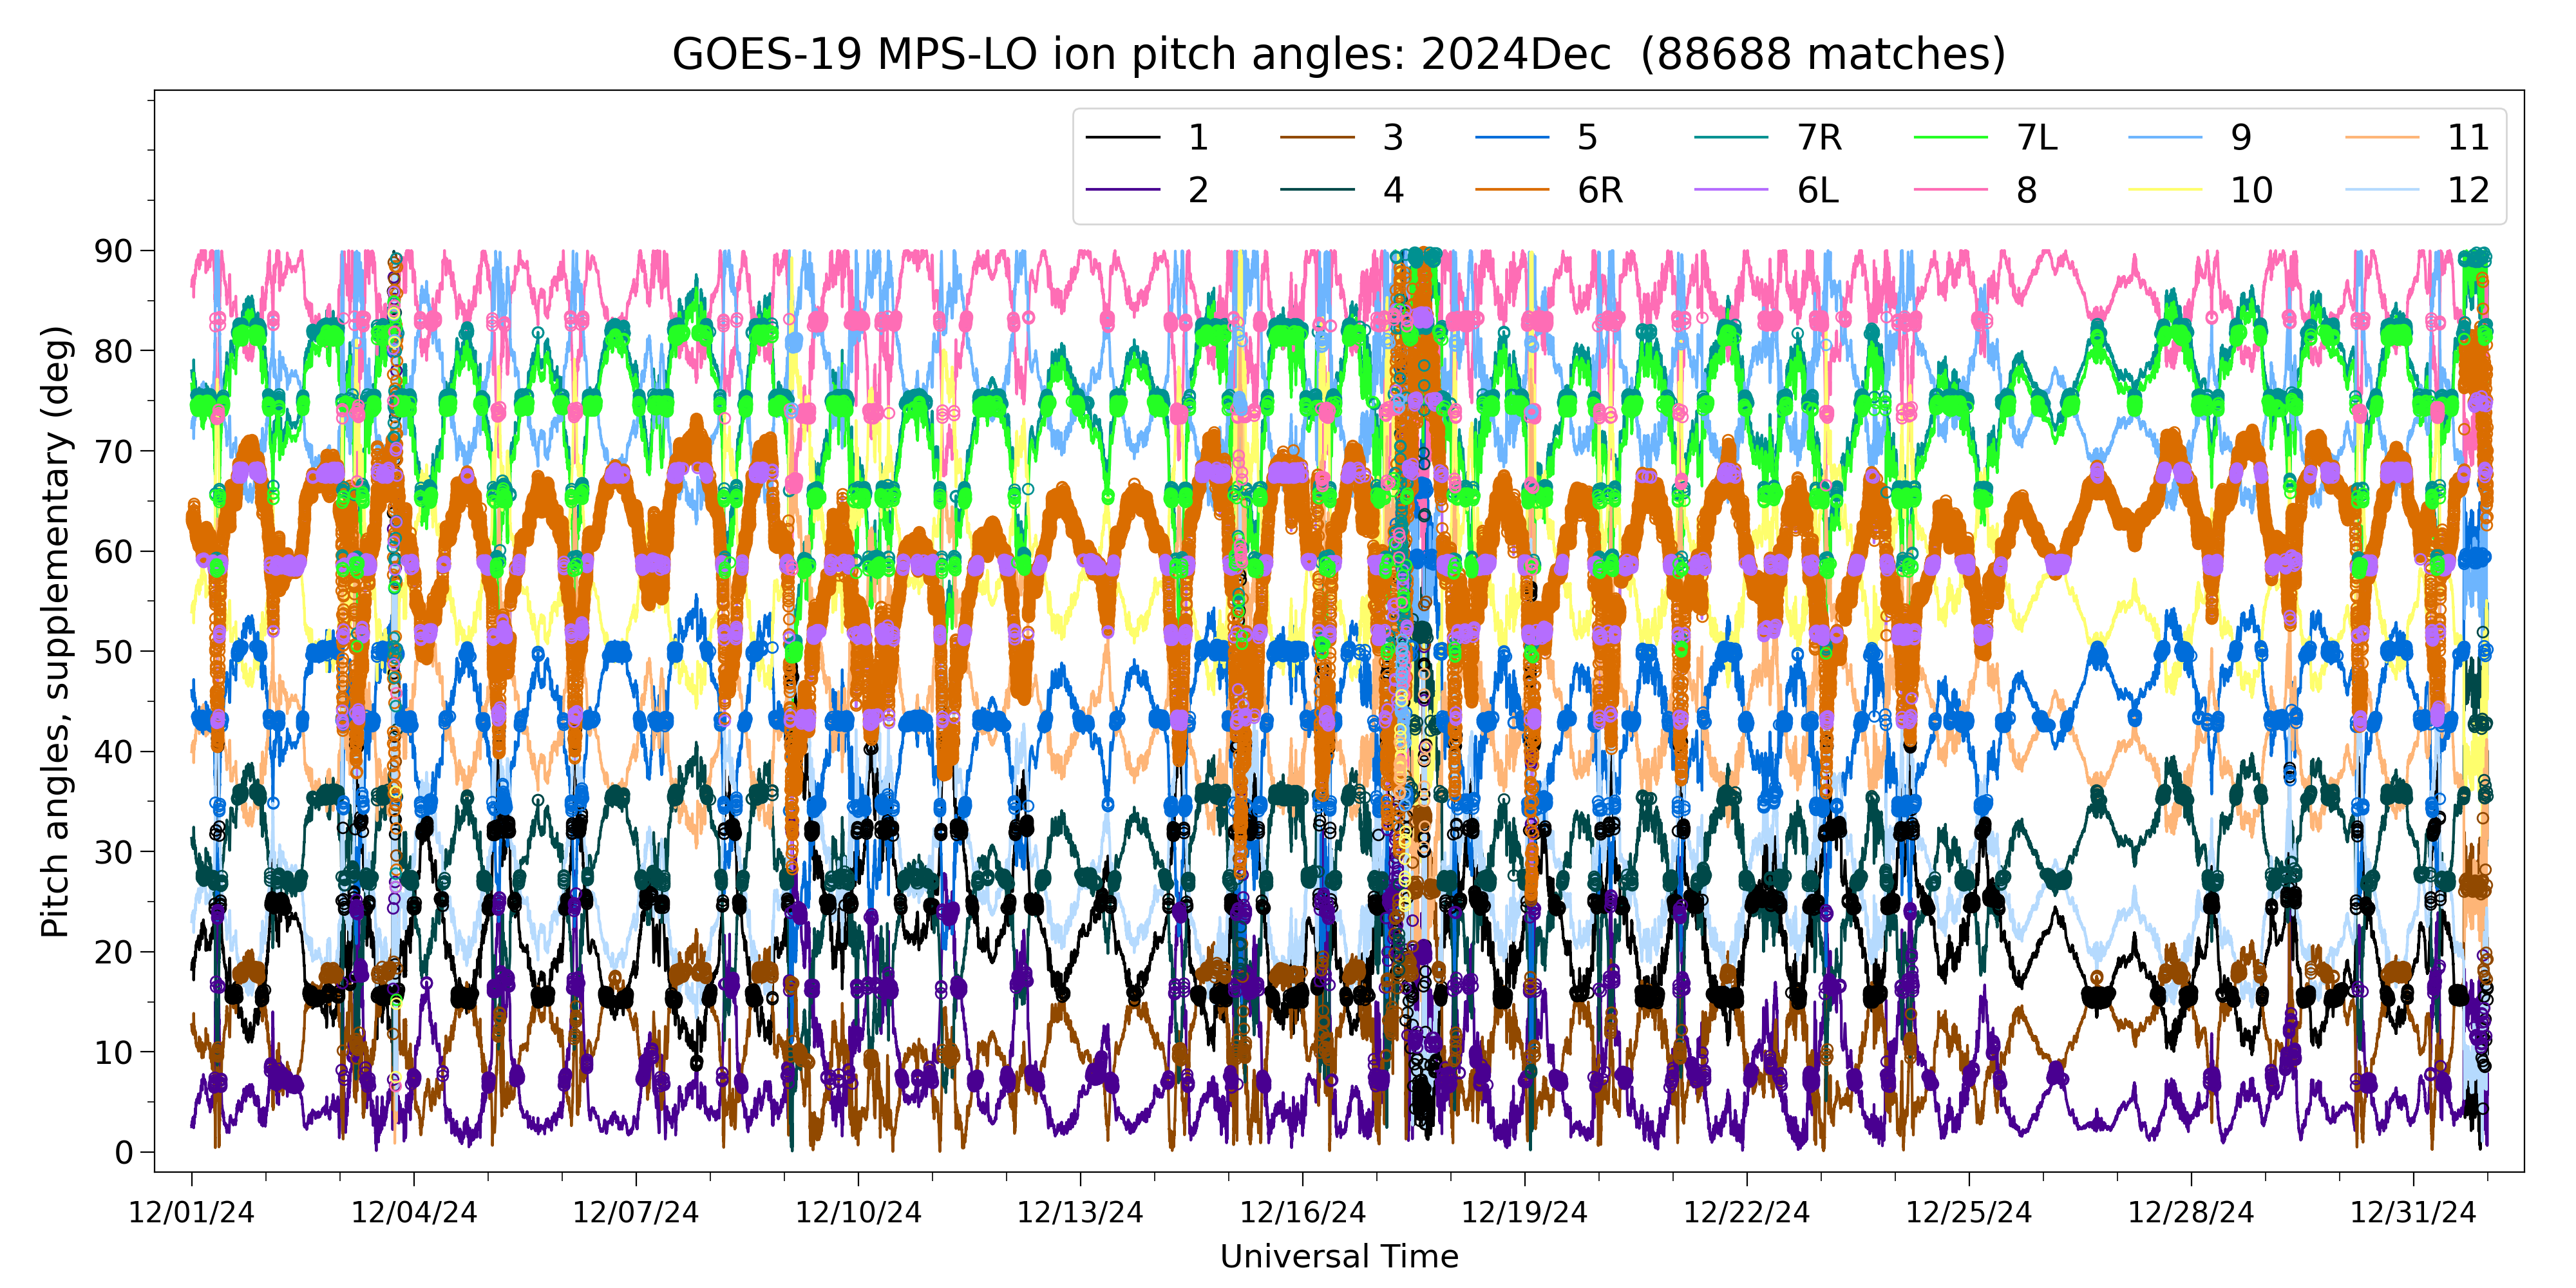 GOES-19 MPS-LO ion pitch angles: 2024Dec (88688 matches)
1 3 5 7R 7L 9 11
2 4 6R 6L 8 10 12
Pitch angles, supplementary (deg)
90
80
70
60
50
40
30
20
10
0
12/01/24 12/04/24 12/07/24 12/10/24 12/13/24 12/16/24 12/19/24 12/22/24 12/25/24 12/28/24 12/31/24
Universal Time